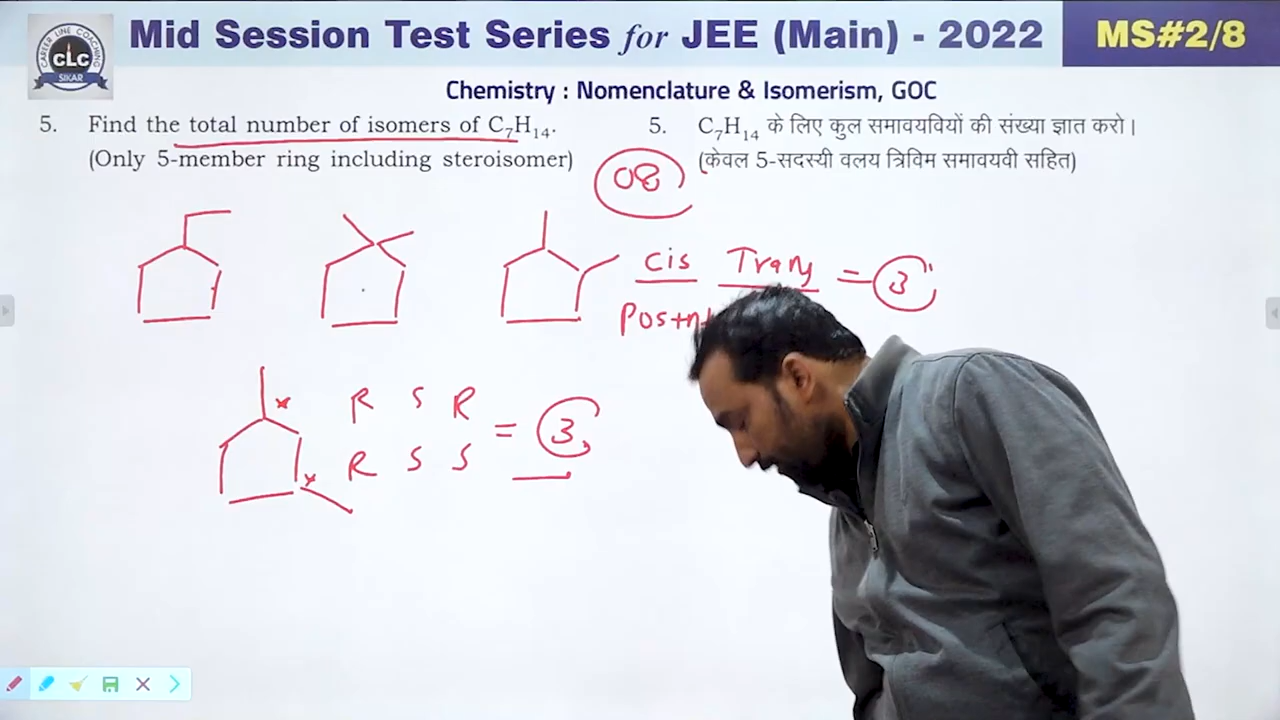 Mid Session Test Series for JEE (Main) - 2022
MS#2/8
CAREER LINE COACHING
CLC
SIKAR
Chemistry : Nomenclature & Isomerism, GOC
5. Find the total number of isomers of C₇H₁₄.
(Only 5-member ring including steroisomer)
5. C₇H₁₄ के लिए कुल समावयवियों की संख्या ज्ञात करो।
(केवल 5-सदस्यी वलय त्रिविम समावयवी सहित)
08
cis Trans = 3
* R S R
* R S S = 3